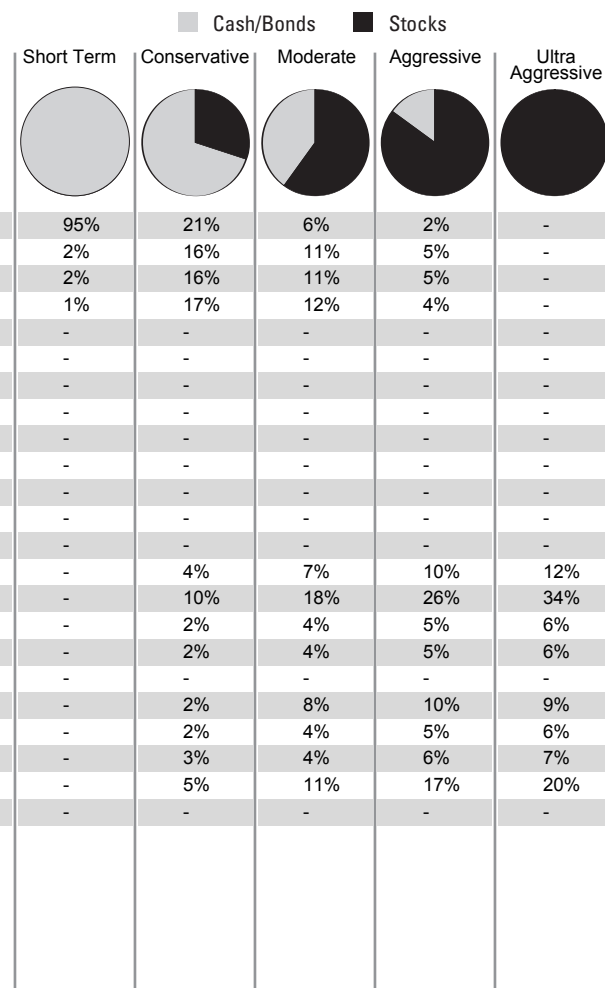 Cash/Bonds Stocks
Short Term Conservative Moderate Aggressive Ultra
Aggressive
95% 21% 6% 2% -
2% 16% 11% 5% -
2% 16% 11% 5% -
1% 17% 12% 4% -
- - - - -
- - - - -
- - - - -
- - - - -
- - - - -
- - - - -
- - - - -
- - - - -
- - - - -
- 4% 7% 10% 12%
- 10% 18% 26% 34%
- 2% 4% 5% 6%
- 2% 4% 5% 6%
- - - - -
- 2% 8% 10% 9%
- 2% 4% 5% 6%
- 3% 4% 6% 7%
- 5% 11% 17% 20%
- - - - -